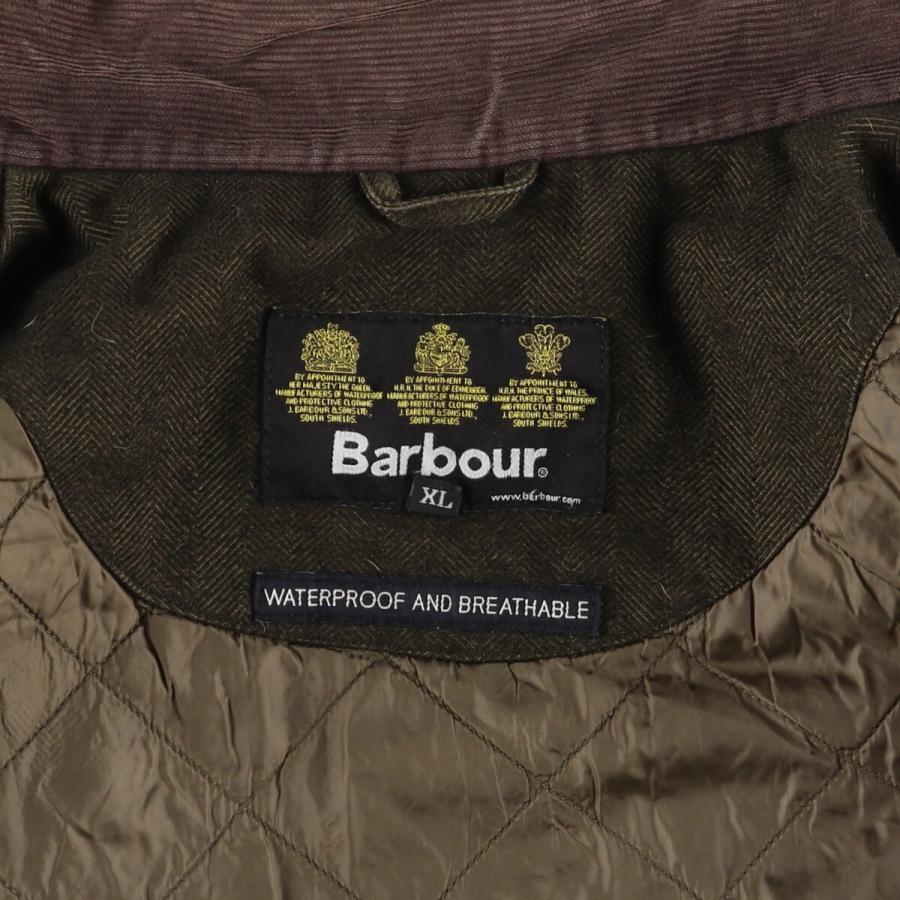 BY APPOINTMENT TO
HER MAJESTY THE QUEEN
MANUFACTURERS OF WATERPROOF
AND PROTECTIVE CLOTHING
J. BARBOUR & SONS LTD,
SOUTH SHIELDS.
BY APPOINTMENT TO
H.R.H. THE DUKE OF EDINBURGH
MANUFACTURERS OF WATERPROOF
AND PROTECTIVE CLOTHING
J. BARBOUR & SONS LTD,
SOUTH SHIELDS.
BY APPOINTMENT TO
H.R.H. THE PRINCE OF WALES,
MANUFACTURERS OF WATERPROOF
AND PROTECTIVE CLOTHING
J. BARBOUR & SONS LTD,
SOUTH SHIELDS.
Barbour®
XL
www.barbour.com
WATERPROOF AND BREATHABLE